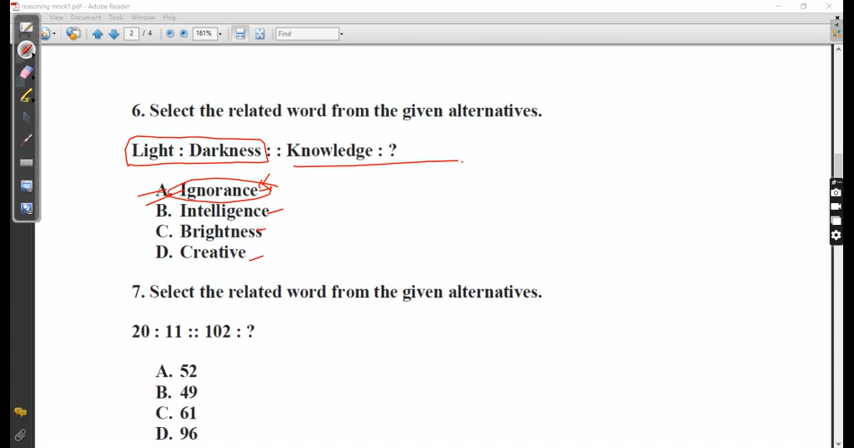 reasoning mock1.pdf - Adobe Reader
View Document Tools Window Help
2 / 4 161% Find
6. Select the related word from the given alternatives.
Light : Darkness : : Knowledge : ?
A. Ignorance
B. Intelligence
C. Brightness
D. Creative
7. Select the related word from the given alternatives.
20 : 11 :: 102 : ?
A. 52
B. 49
C. 61
D. 96